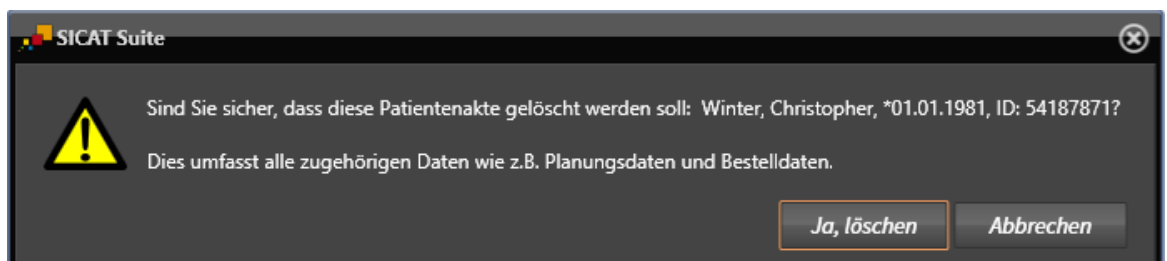 SICAT Suite
Sind Sie sicher, dass diese Patientenakte gelöscht werden soll:  Winter, Christopher, *01.01.1981, ID: 54187871?
Dies umfasst alle zugehörigen Daten wie z.B. Planungsdaten und Bestelldaten.
Ja, löschen
Abbrechen